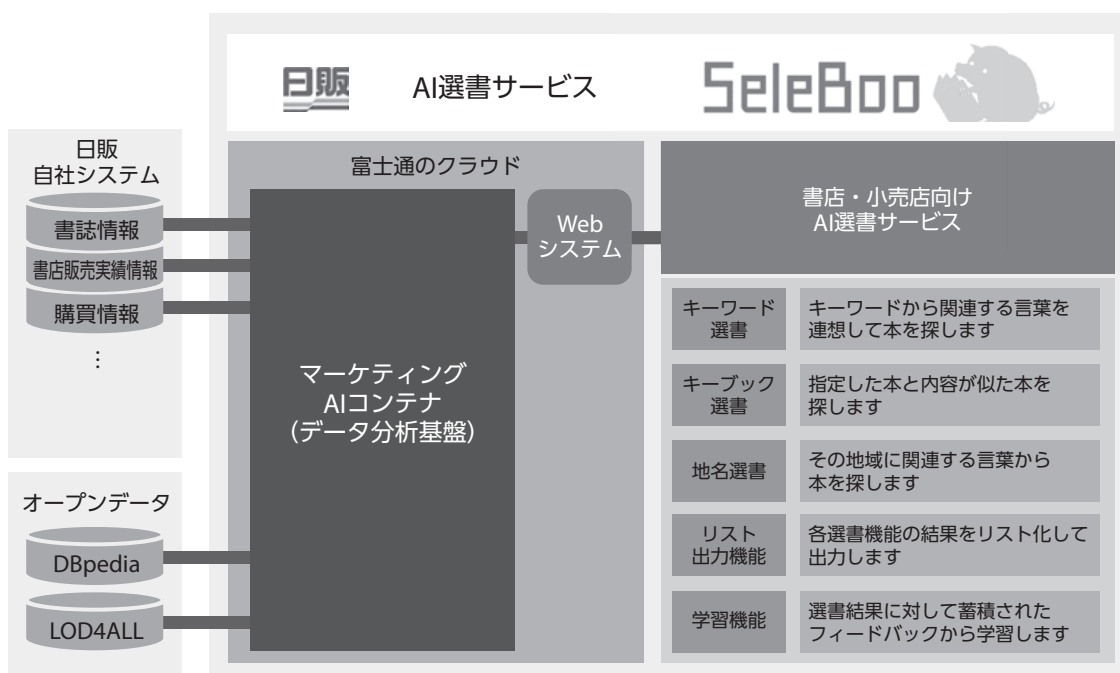 日販
AI選書サービス
SeleBoo
日販
自社システム
書誌情報
書店販売実績情報
購買情報
⋮
オープンデータ
DBpedia
LOD4ALL
富士通のクラウド
マーケティング
AIコンテナ
(データ分析基盤)
Web
システム
書店・小売店向け
AI選書サービス
キーワード
選書
キーワードから関連する言葉を
連想して本を探します
キーブック
選書
指定した本と内容が似た本を
探します
地名選書
その地域に関連する言葉から
本を探します
リスト
出力機能
各選書機能の結果をリスト化して
出力します
学習機能
選書結果に対して蓄積された
フィードバックから学習します